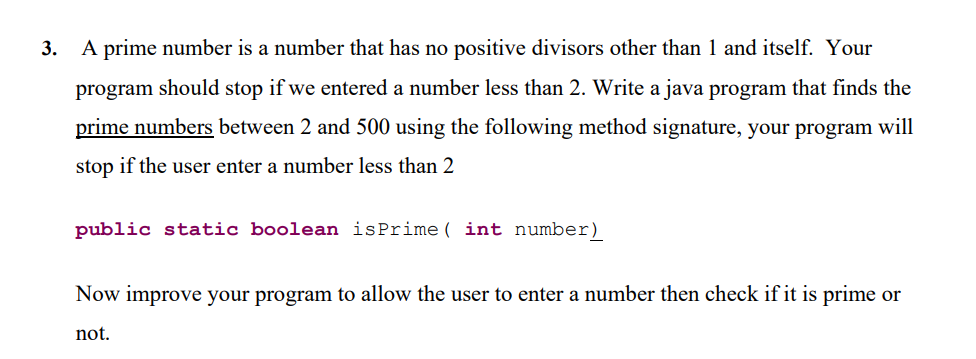 3. A prime number is a number that has no positive divisors other than 1 and itself. Your
program should stop if we entered a number less than 2. Write a java program that finds the
prime numbers between 2 and 500 using the following method signature, your program will
stop if the user enter a number less than 2
public static boolean isPrime( int number)
Now improve your program to allow the user to enter a number then check if it is prime or
not.